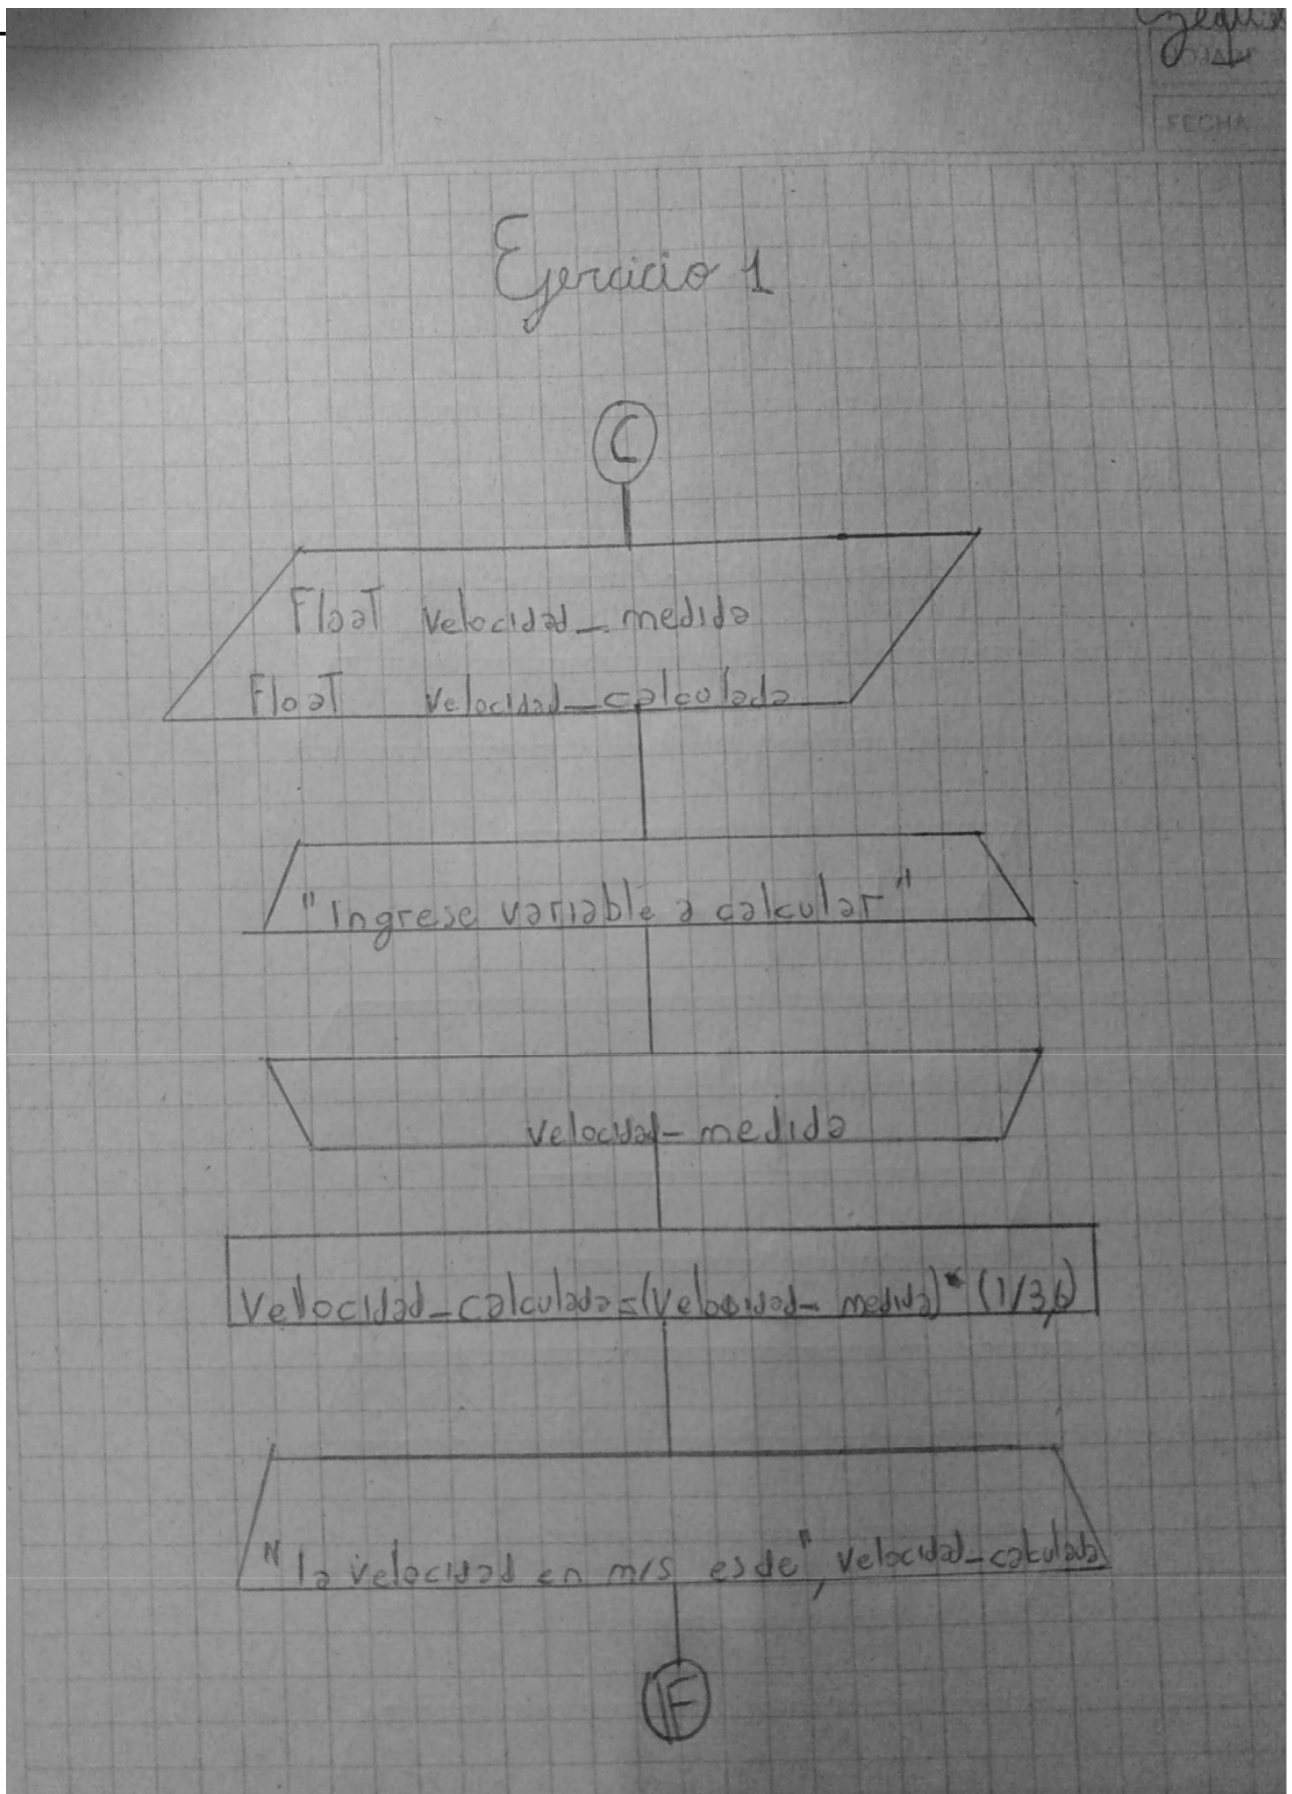 FECHA
Ejercicio 1
C
Float velocidad_medida
Float velocidad_calculada
"Ingrese variable a calcular"
velocidad_medida
Velocidad_calculada=(Velocidad_medida)*(1/3,6)
"la velocidad en m/s es de", velocidad_calculada
F